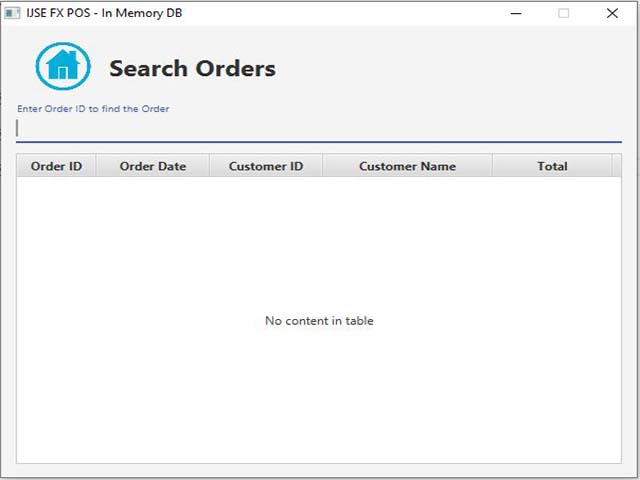 IJSE FX POS - In Memory DB
Search Orders
Enter Order ID to find the Order
Order ID Order Date Customer ID Customer Name Total
No content in table